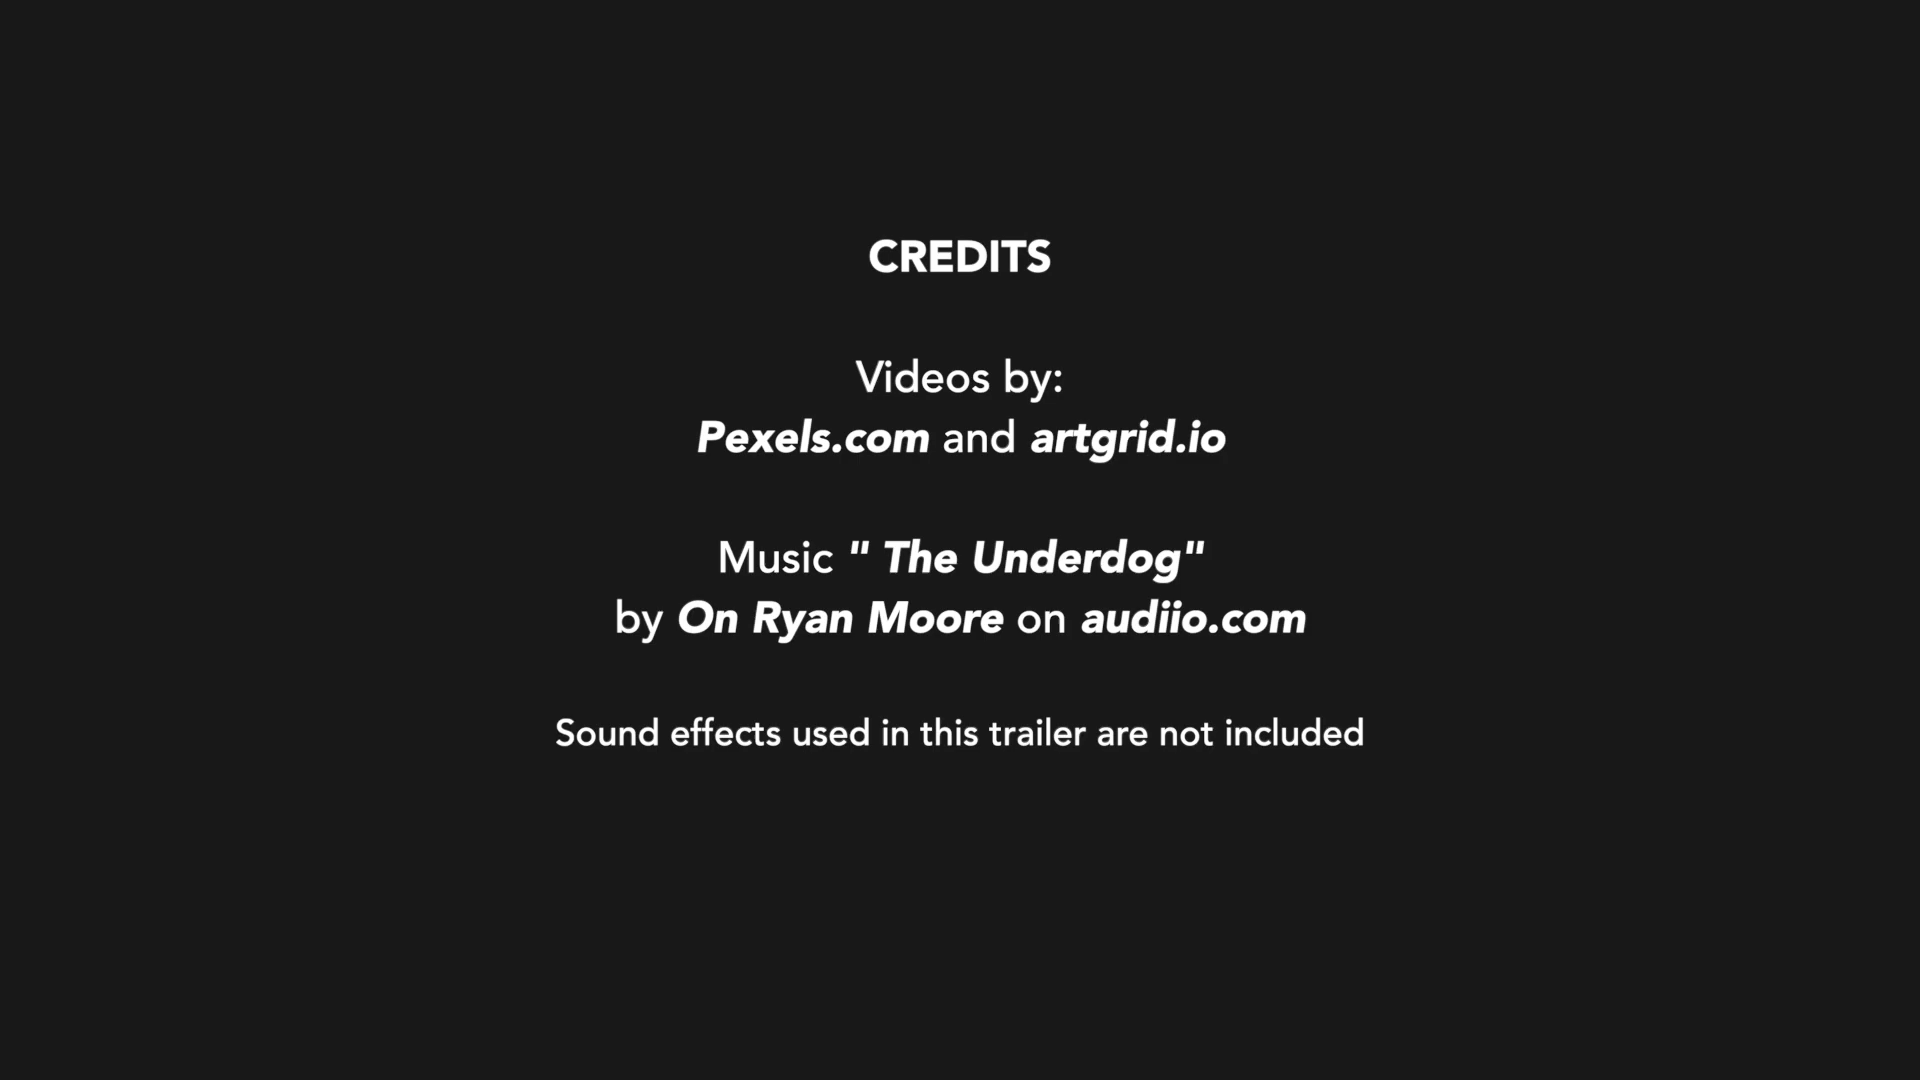 CREDITS
Videos by:
Pexels.com and artgrid.io
Music " The Underdog"
by On Ryan Moore on audiio.com
Sound effects used in this trailer are not included